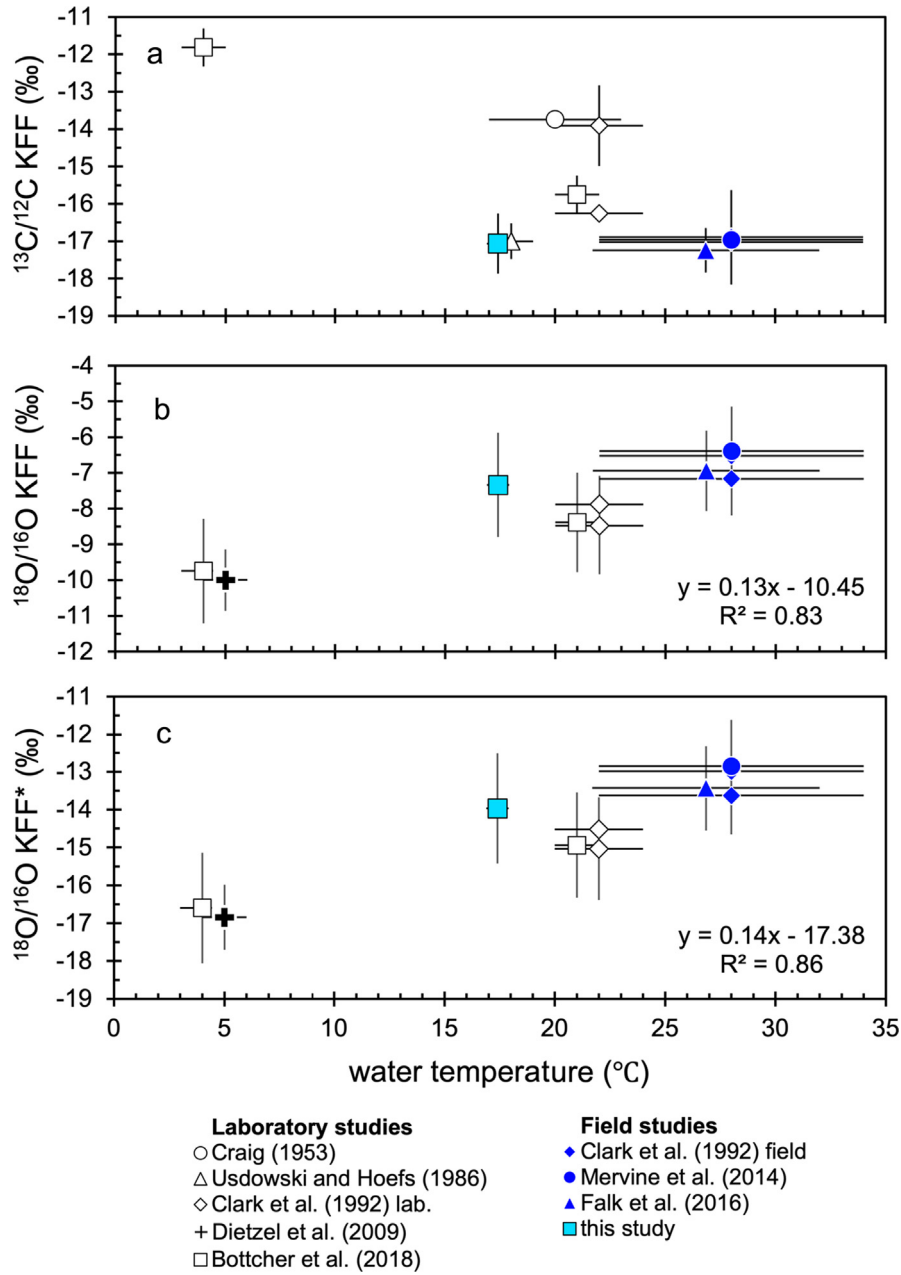 a
-11
-12
-13
-14
-15
-16
-17
-18
-19
¹³C/¹²C KFF (‰)
b
-4
-5
-6
-7
-8
-9
-10
-11
-12
¹⁸O/¹⁶O KFF (‰)
y = 0.13x - 10.45
R² = 0.83
c
-11
-12
-13
-14
-15
-16
-17
-18
-19
¹⁸O/¹⁶O KFF* (‰)
y = 0.14x - 17.38
R² = 0.86
0 5 10 15 20 25 30 35
water temperature (℃)
Laboratory studies
Craig (1953)
Usdowski and Hoefs (1986)
Clark et al. (1992) lab.
Dietzel et al. (2009)
Bottcher et al. (2018)
Field studies
Clark et al. (1992) field
Mervine et al. (2014)
Falk et al. (2016)
this study